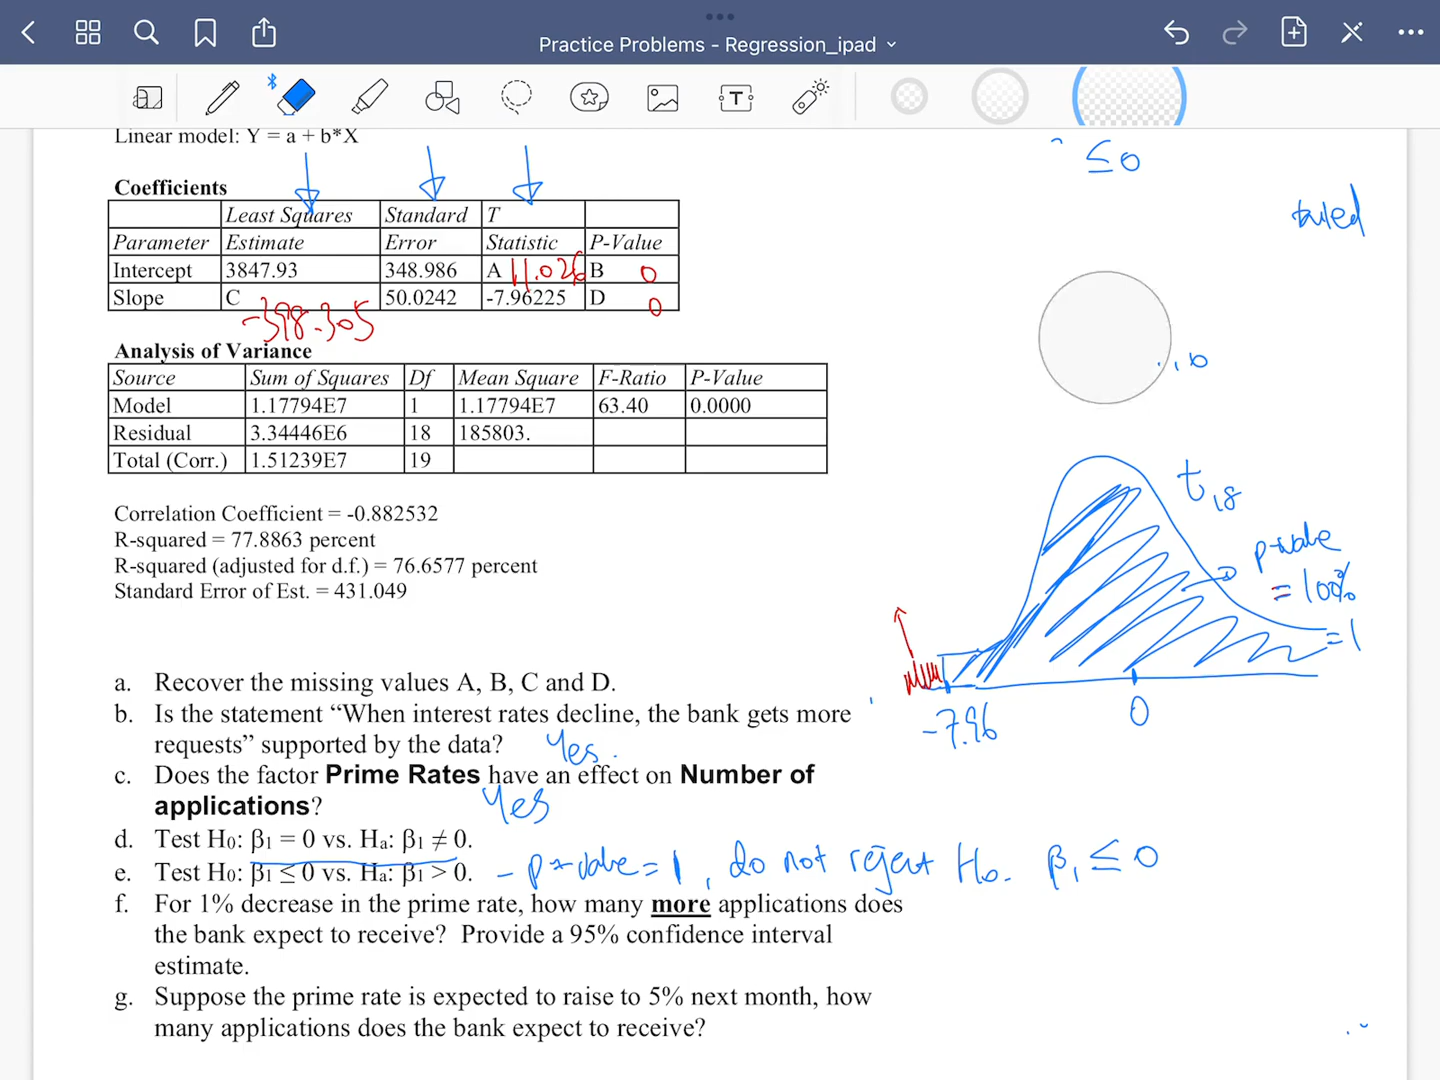 Practice Problems - Regression_ipad
Linear model: Y = a + b*X
≤ 0
tailed
Coefficients
Least Squares Standard T
Parameter Estimate Error Statistic P-Value
Intercept 3847.93 348.986 A 11.026 B 0
Slope C -398.305 50.0242 -7.96225 D 0
Analysis of Variance
Source Sum of Squares Df Mean Square F-Ratio P-Value
Model 1.17794E7 1 1.17794E7 63.40 0.0000
Residual 3.34446E6 18 185803.
Total (Corr.) 1.51239E7 19
t18
p-value
= 100%
= 1
-7.96 0
Correlation Coefficient = -0.882532
R-squared = 77.8863 percent
R-squared (adjusted for d.f.) = 76.6577 percent
Standard Error of Est. = 431.049
a. Recover the missing values A, B, C and D.
b. Is the statement “When interest rates decline, the bank gets more
requests” supported by the data? Yes.
c. Does the factor Prime Rates have an effect on Number of
applications? Yes
d. Test H0: β1 = 0 vs. Ha: β1 ≠ 0.
e. Test H0: β1 ≤ 0 vs. Ha: β1 > 0. - p-value = 1, do not reject H0. β1 ≤ 0
f. For 1% decrease in the prime rate, how many more applications does
the bank expect to receive? Provide a 95% confidence interval
estimate.
g. Suppose the prime rate is expected to raise to 5% next month, how
many applications does the bank expect to receive?